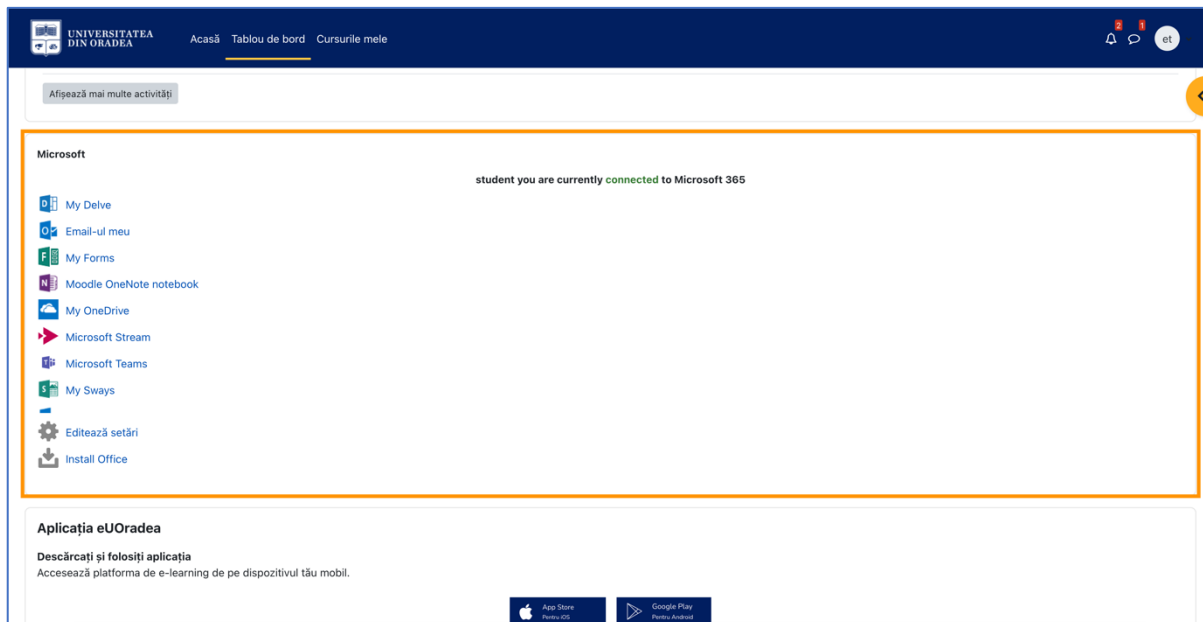 UNIVERSITATEA
DIN ORADEA
Acasă Tablou de bord Cursurile mele
2 1
et
Afișează mai multe activități
Microsoft
student you are currently connected to Microsoft 365
My Delve
Email-ul meu
My Forms
Moodle OneNote notebook
My OneDrive
Microsoft Stream
Microsoft Teams
My Sways
Editează setări
Install Office
Aplicația eUOradea
Descărcați și folosiți aplicația
Accesează platforma de e-learning de pe dispozitivul tău mobil.
App Store
Pentru iOS
Google Play
Pentru Android